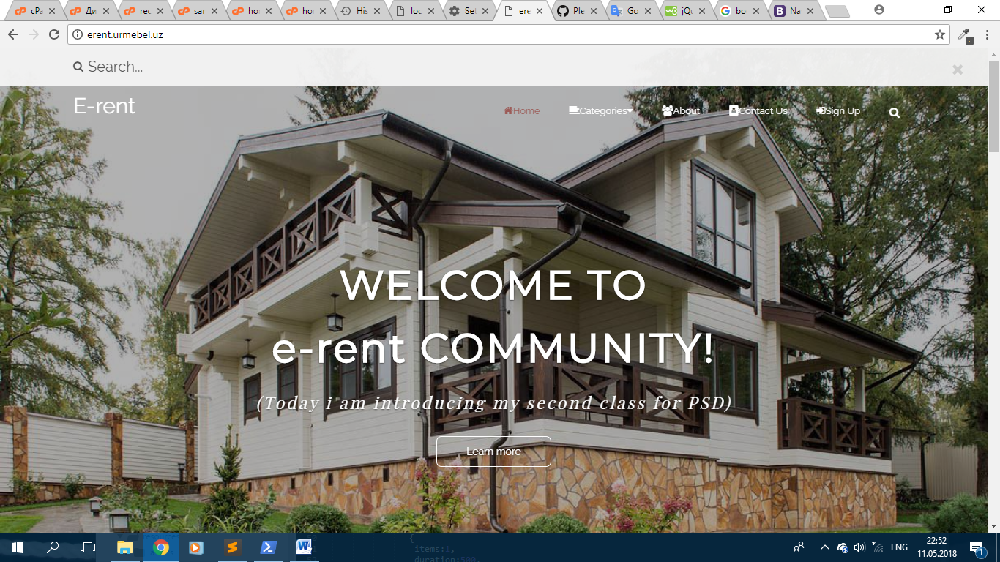 cPa
Ди
rec
sar
ho
ho
His
loc
Set
ere
Ple
Go
jQu
bo
Na
erent.urmebel.uz
Search...
E-rent
Home
Categories
About
Contact Us
Sign Up
WELCOME TO
e-rent COMMUNITY!
(Today i am introducing my second class for PSD)
Learn more
items:1,
duration:500,
ENG
22:52
11.05.2018
1